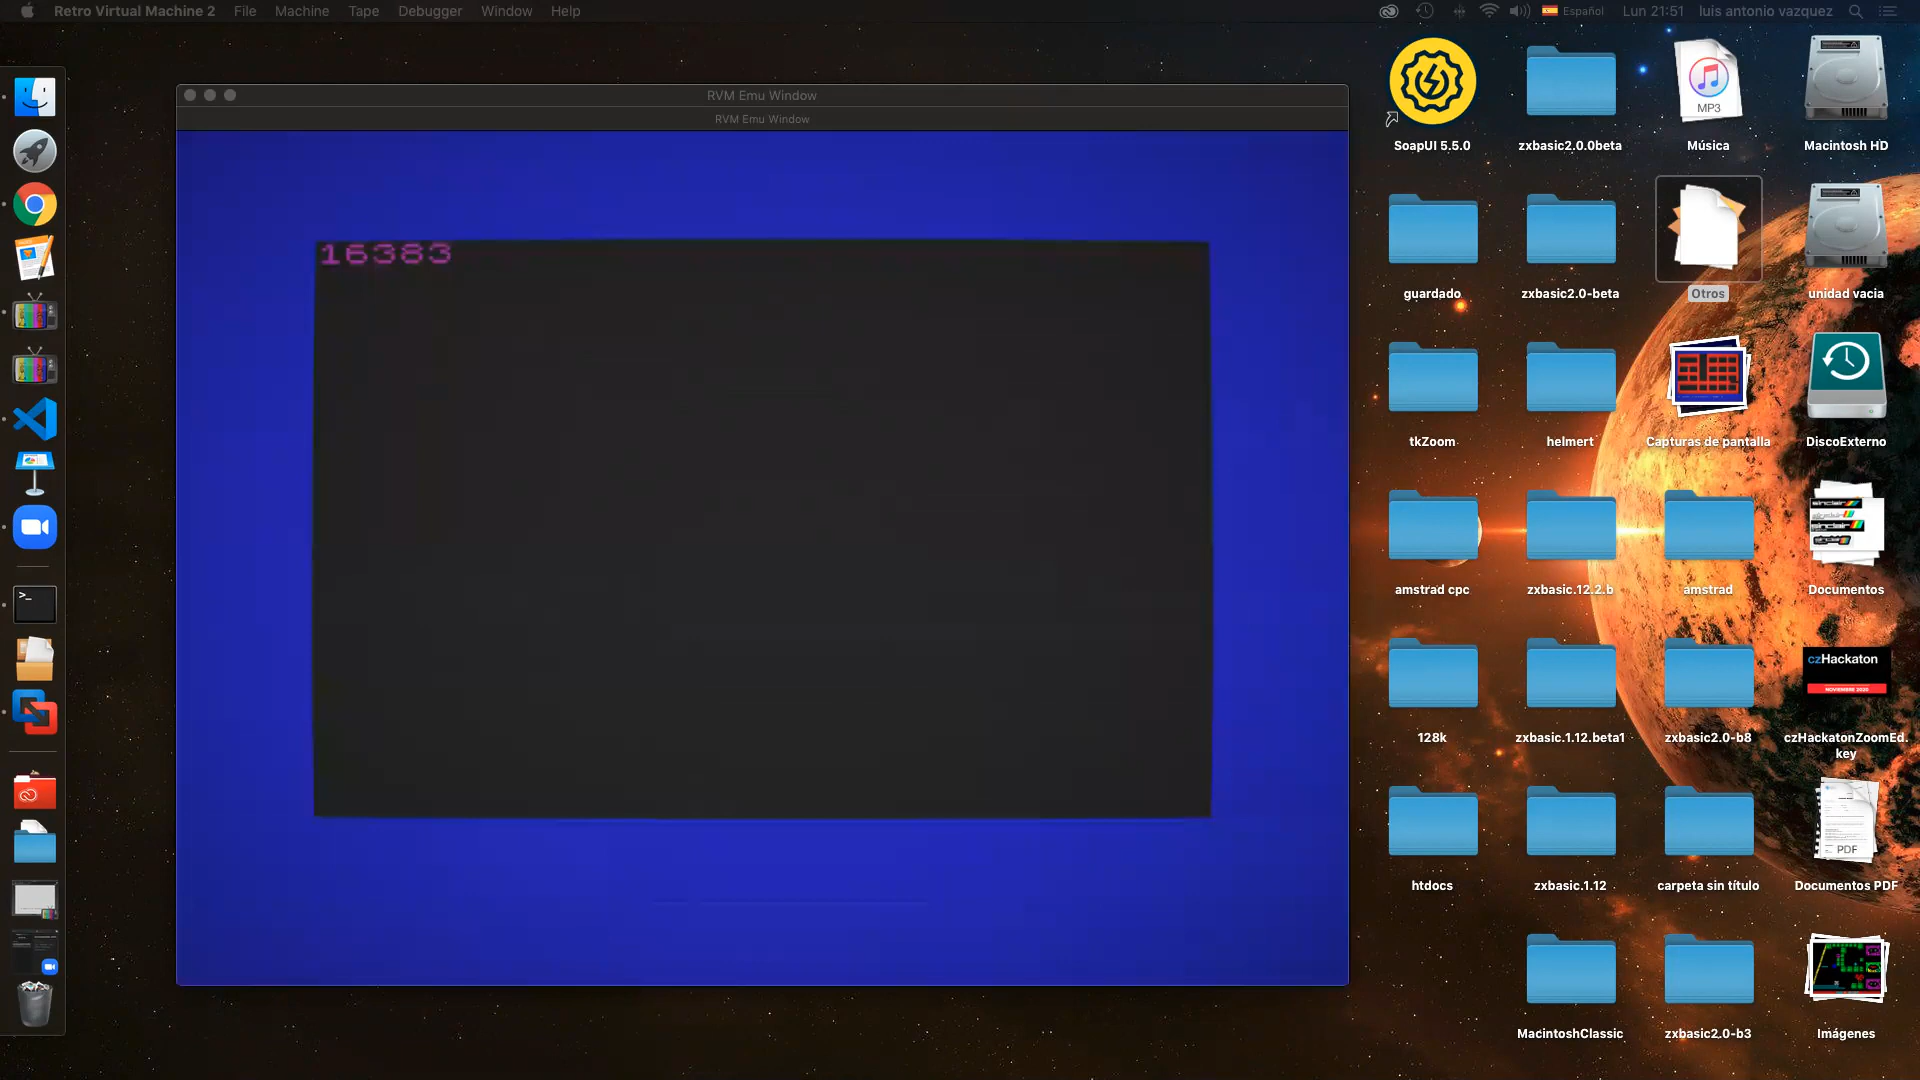 Retro Virtual Machine 2 File Machine Tape Debugger Window Help
Español Lun 21:51 luis antonio vazquez
RVM Emu Window
RVM Emu Window
16383
MP3
SoapUI 5.5.0
zxbasic2.0.0beta
Música
Macintosh HD
guardado
zxbasic2.0-beta
Otros
unidad vacia
tkZoom
helmert
Capturas de pantalla
DiscoExterno
sinclair
sinclair
amstrad cpc
zxbasic.12.2.b
amstrad
Documentos
czHackaton
NOVIEMBRE 2020
128k
zxbasic.1.12.beta1
zxbasic2.0-b8
czHackatonZoomEd.
key
PDF
htdocs
zxbasic.1.12
carpeta sin título
Documentos PDF
MacintoshClassic
zxbasic2.0-b3
Imágenes